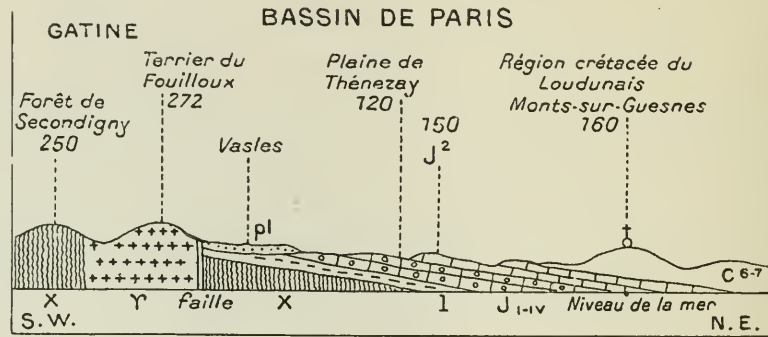 BASSIN DE PARIS
GATINE
Terrier du
Fouilloux
272
Plaine de
Thénezay
120
Région crétacée du
Loudunais
Monts-sur-Guesnes
160
Forêt de
Secondigny
250
Vasles
150
J²
pl
C 6-7
X ϒ faille X l J I-IV Niveau de la mer
S.W. N.E.